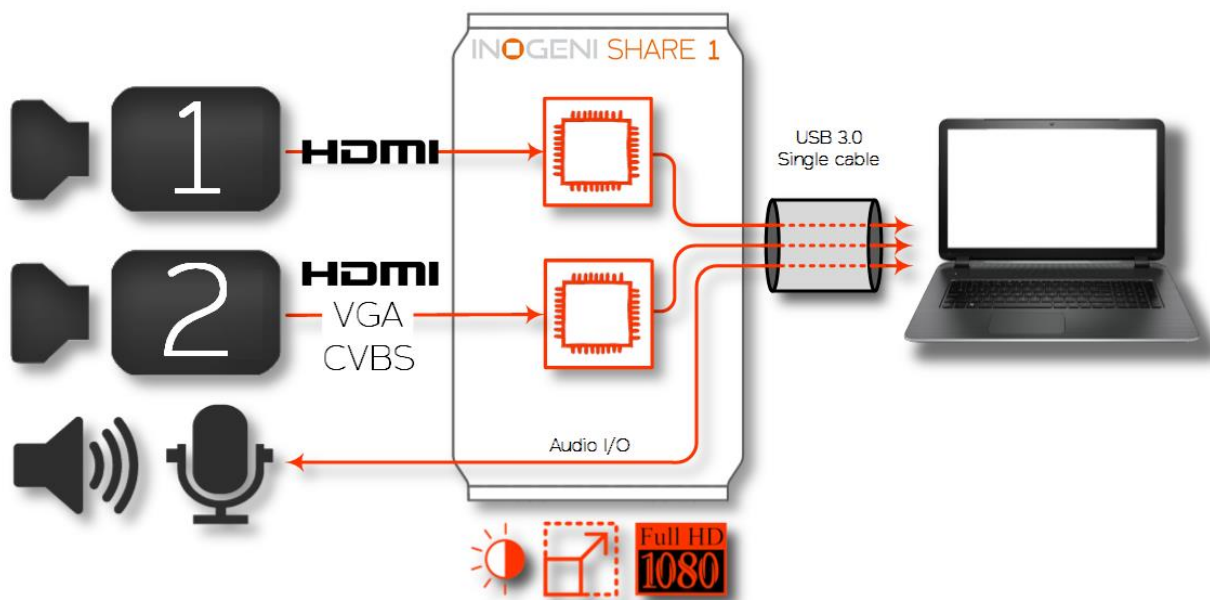 INOGENI SHARE 1
1
HDMI
USB 3.0
Single cable
2
HDMI
VGA
CVBS
Audio I/O
Full HD
1080